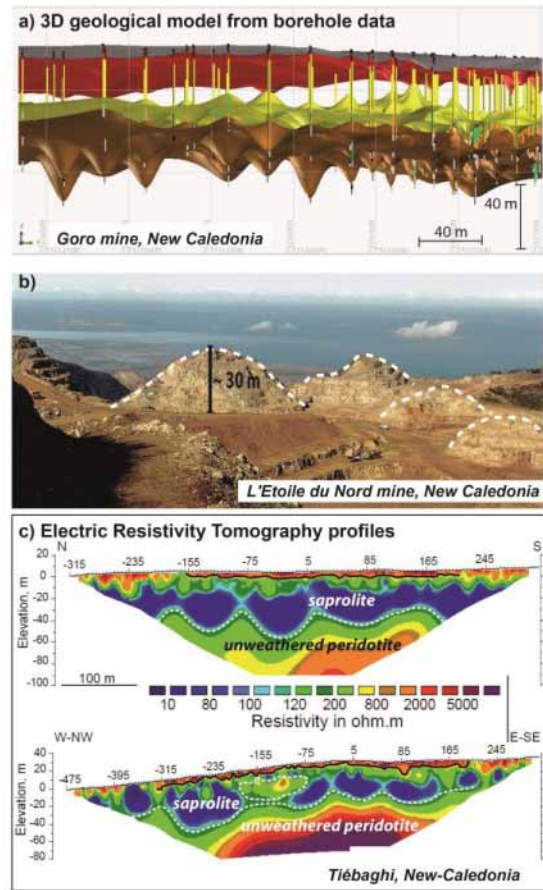 a) 3D geological model from borehole data
40 m
40 m
Goro mine, New Caledonia
b)
~ 30 m
L'Etoile du Nord mine, New Caledonia
c) Electric Resistivity Tomography profiles
N
S
-315 -235 -155 -75 5 85 165 245
Elevation, m
20
0
-20
-40
-60
-80
-100
saprolite
unweathered peridotite
100 m
10 80 100 120 200 800 2000 5000
Resistivity in ohm.m
W-NW
E-SE
-475 -395 -315 -235 -155 -75 5 85 165 245
Elevation, m
40
20
0
-20
-40
-60
-80
saprolite
unweathered peridotite
Tiébaghi, New-Caledonia